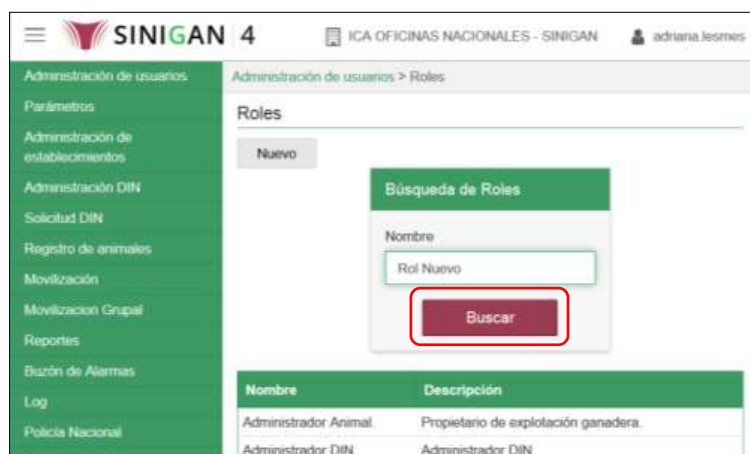 SINIGAN 4
ICA OFICINAS NACIONALES - SINIGAN
adriana.lesmes
Administración de usuarios
Parámetros
Administración de
establecimientos
Administración DIN
Solicitud DIN
Registro de animales
Movilización
Movilizacion Grupal
Reportes
Buzón de Alarmas
Log
Policía Nacional
Administración de usuarios > Roles
Roles
Nuevo
Búsqueda de Roles
Nombre
Rol Nuevo
Buscar
Nombre Descripción
Administrador Animal. Propietario de explotación ganadera.
Administrador DIN Administrador DIN